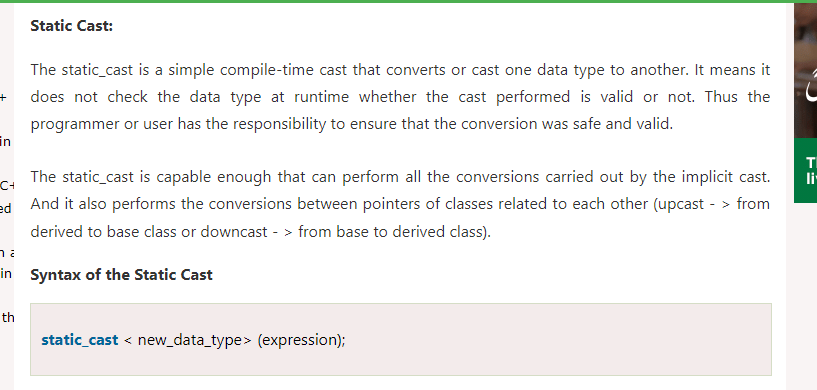 Static Cast:
The static_cast is a simple compile-time cast that converts or cast one data type to another. It means it
does not check the data type at runtime whether the cast performed is valid or not. Thus the
programmer or user has the responsibility to ensure that the conversion was safe and valid.
The static_cast is capable enough that can perform all the conversions carried out by the implicit cast.
And it also performs the conversions between pointers of classes related to each other (upcast - > from
derived to base class or downcast - > from base to derived class).
Syntax of the Static Cast
static_cast < new_data_type> (expression);
+
in
C+
ed
in
th